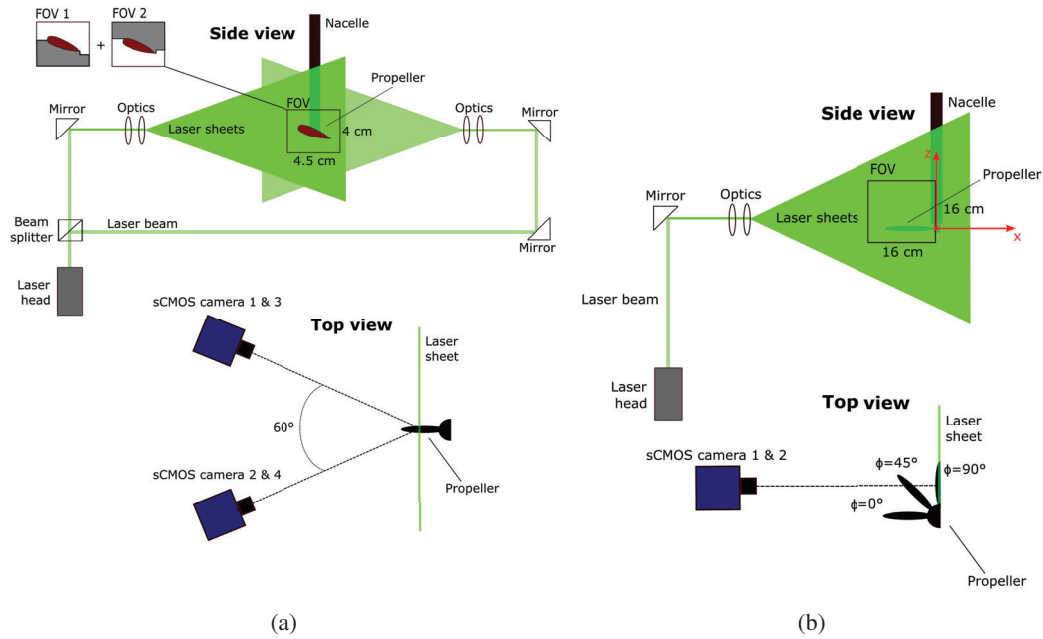 FOV 1
FOV 2
+
Side view
Nacelle
Propeller
Mirror
Optics
Laser sheets
FOV
4 cm
4.5 cm
Optics
Mirror
Beam
splitter
Laser beam
Mirror
Laser
head
sCMOS camera 1 & 3
Top view
Laser
sheet
60°
sCMOS camera 2 & 4
Propeller
(a)
Side view
Nacelle
z
FOV
Propeller
Mirror
Optics
Laser sheets
16 cm
16 cm
x
Laser beam
Laser
head
Top view
Laser
sheet
sCMOS camera 1 & 2
ϕ=45°
ϕ=90°
ϕ=0°
Propeller
(b)